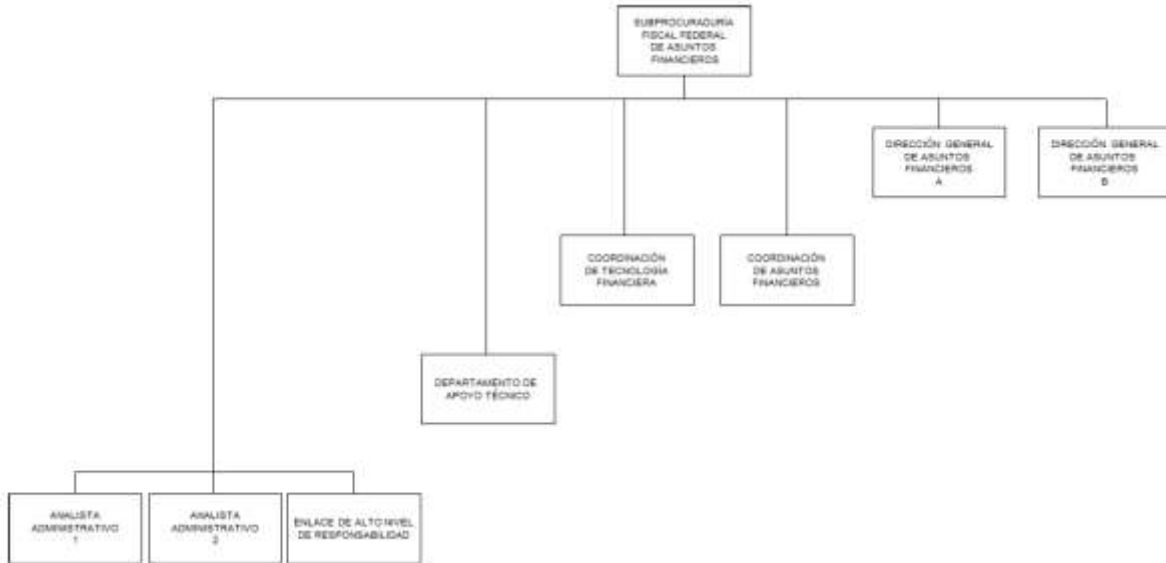 SUBPROCURADURÍA
FISCAL FEDERAL
DE ASUNTOS
FINANCIEROS
DIRECCIÓN GENERAL
DE ASUNTOS
FINANCIEROS
A
DIRECCIÓN GENERAL
DE ASUNTOS
FINANCIEROS
B
COORDINACIÓN
DE TECNOLOGÍA
FINANCIERA
COORDINACIÓN
DE ASUNTOS
FINANCIEROS
DEPARTAMENTO DE
APOYO TÉCNICO
ANALISTA
ADMINISTRATIVO
1
ANALISTA
ADMINISTRATIVO
2
ENLACE DE ALTO NIVEL
DE RESPONSABILIDAD